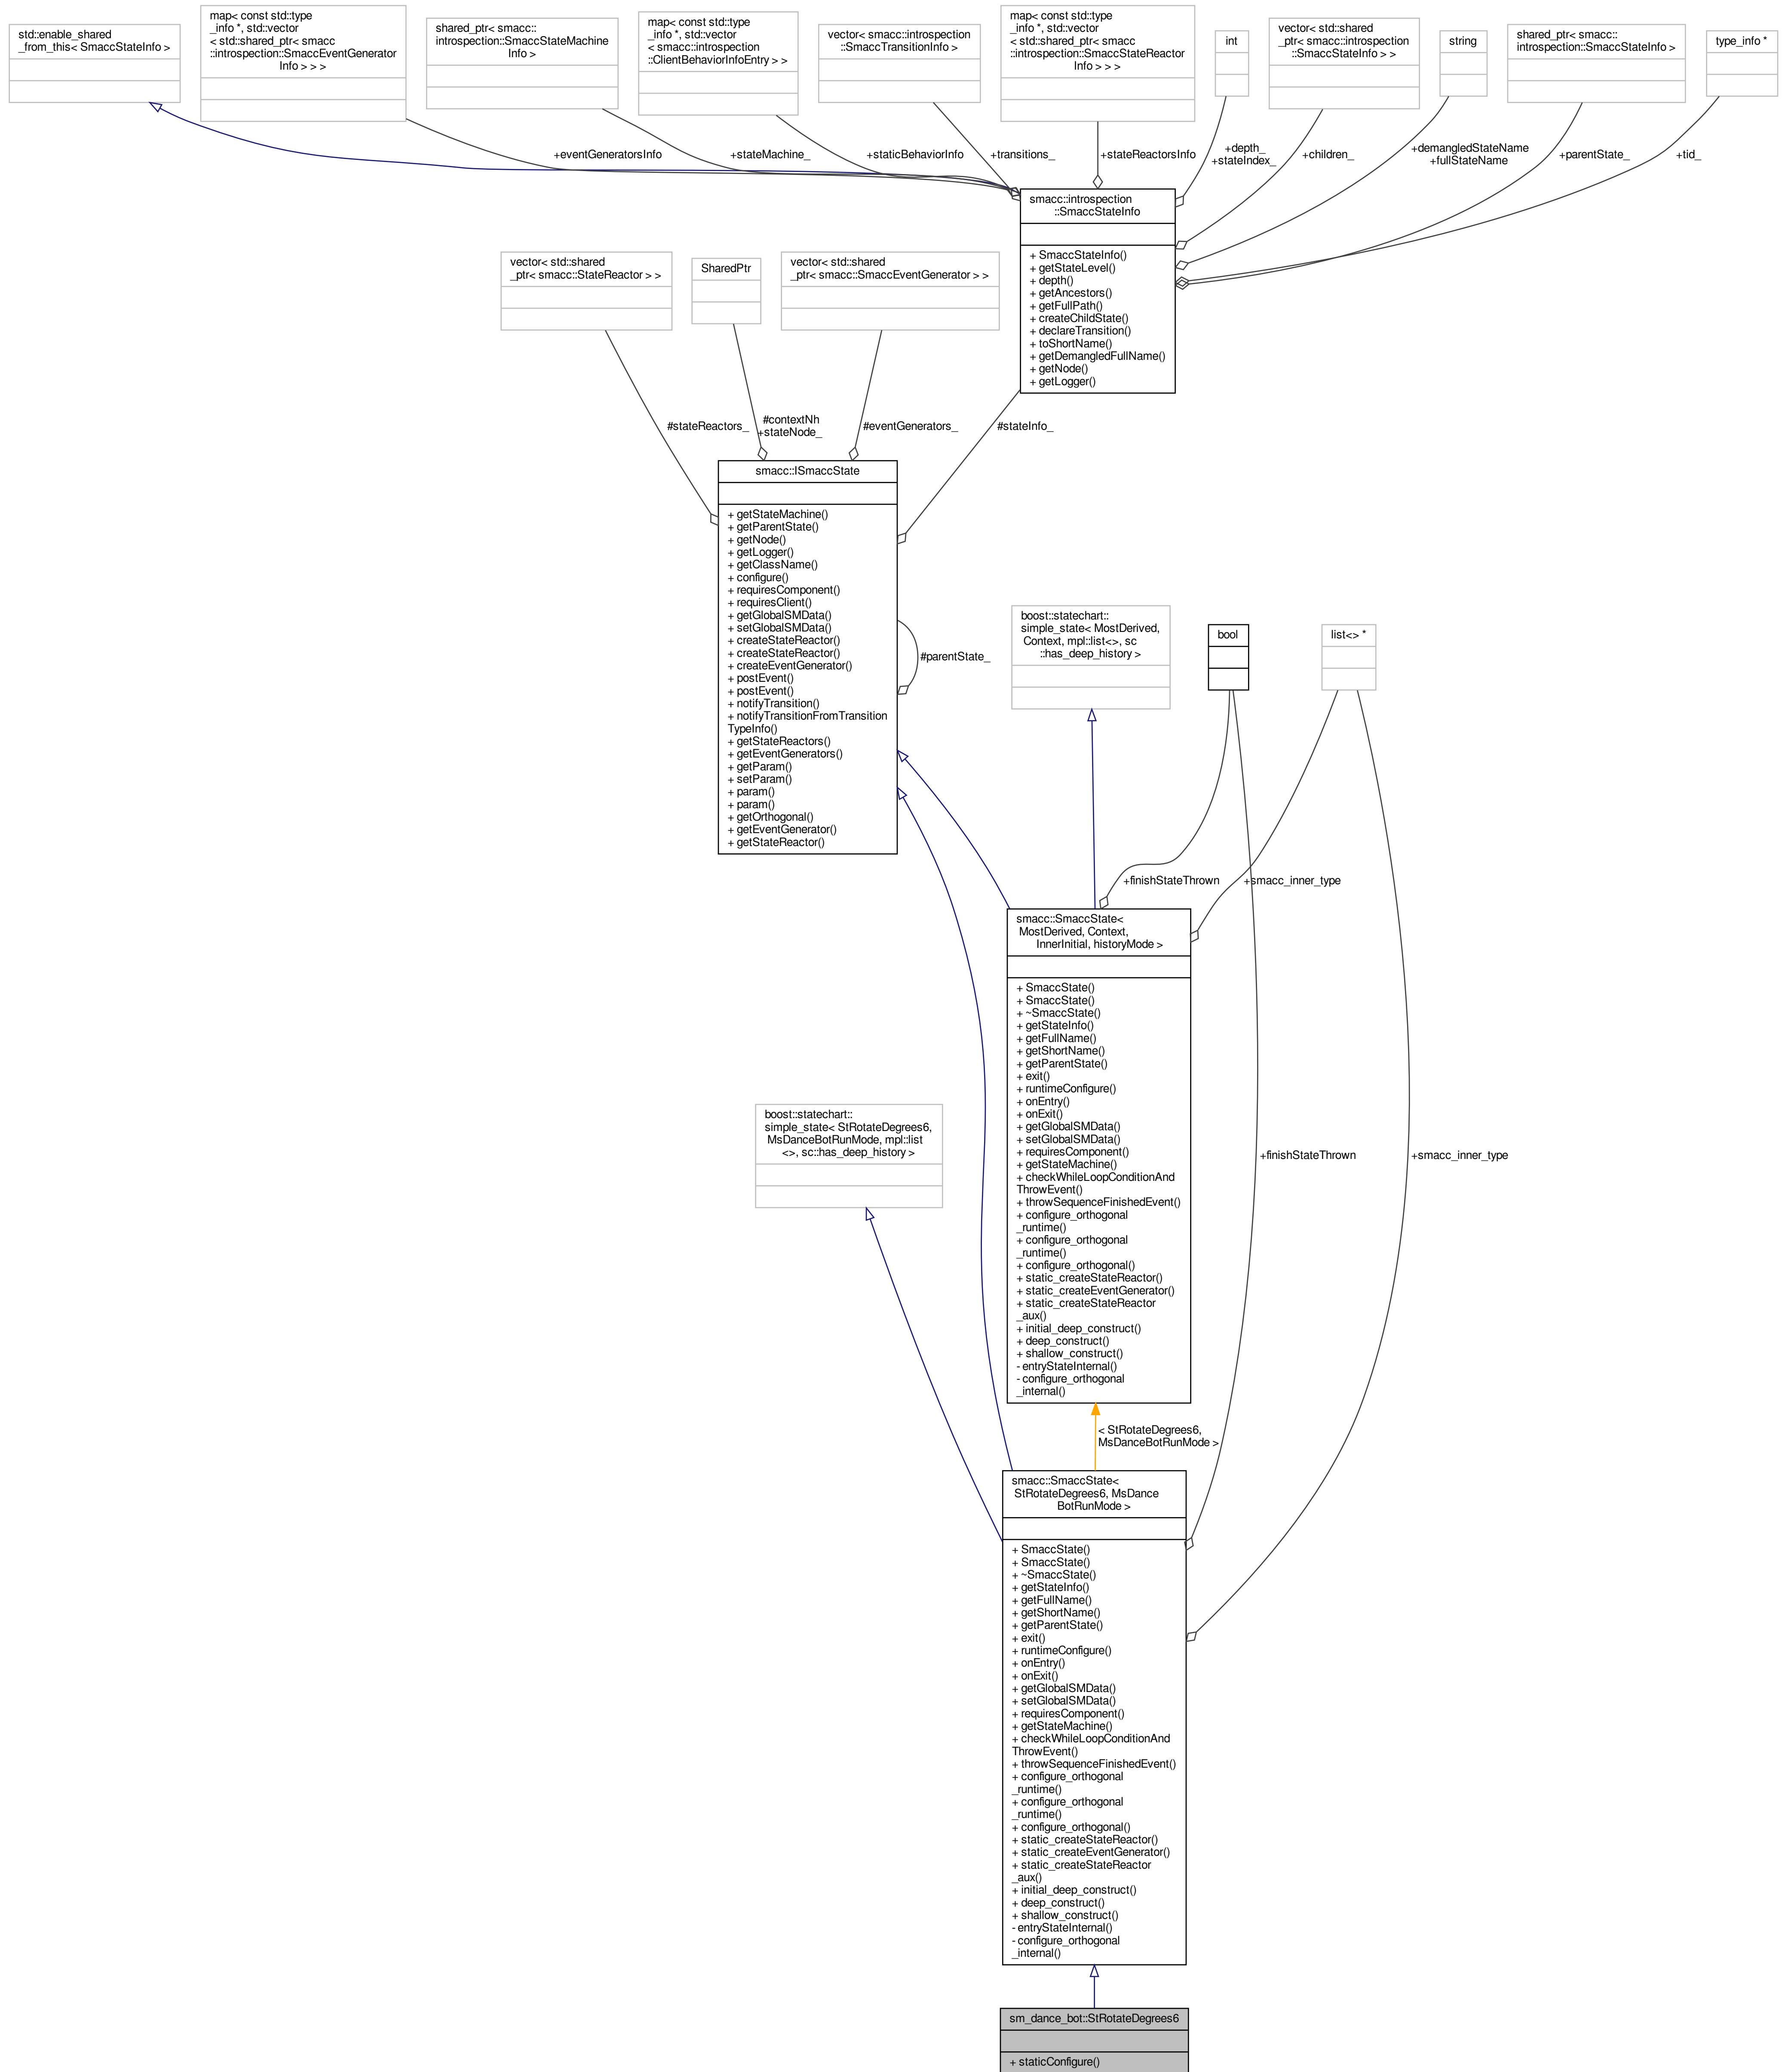 std::enable_shared
_from_this< SmaccStateInfo >
map< const std::type
_info *, std::vector
< std::shared_ptr< smacc
::introspection::SmaccEventGenerator
Info > > >
shared_ptr< smacc::
introspection::SmaccStateMachine
Info >
map< const std::type
_info *, std::vector
< smacc::introspection
::ClientBehaviorInfoEntry > >
vector< smacc::introspection
::SmaccTransitionInfo >
map< const std::type
_info *, std::vector
< std::shared_ptr< smacc
::introspection::SmaccStateReactor
Info > > >
int
vector< std::shared
_ptr< smacc::introspection
::SmaccStateInfo > >
string
shared_ptr< smacc::
introspection::SmaccStateInfo >
type_info *
+eventGeneratorsInfo
+stateMachine_
+staticBehaviorInfo
+transitions_
+stateReactorsInfo
+depth_
+stateIndex_
+children_
+demangledStateName
+fullStateName
+parentState_
+tid_
smacc::introspection
::SmaccStateInfo
+ SmaccStateInfo()
+ getStateLevel()
+ depth()
+ getAncestors()
+ getFullPath()
+ createChildState()
+ declareTransition()
+ toShortName()
+ getDemangledFullName()
+ getNode()
+ getLogger()
vector< std::shared
_ptr< smacc::StateReactor > >
SharedPtr
vector< std::shared
_ptr< smacc::SmaccEventGenerator > >
#stateReactors_
#contextNh
+stateNode_
#eventGenerators_
#stateInfo_
smacc::ISmaccState
+ getStateMachine()
+ getParentState()
+ getNode()
+ getLogger()
+ getClassName()
+ configure()
+ requiresComponent()
+ requiresClient()
+ getGlobalSMData()
+ setGlobalSMData()
+ createStateReactor()
+ createStateReactor()
+ createEventGenerator()
+ postEvent()
+ postEvent()
+ notifyTransition()
+ notifyTransitionFromTransition
TypeInfo()
+ getStateReactors()
+ getEventGenerators()
+ getParam()
+ setParam()
+ param()
+ param()
+ getOrthogonal()
+ getEventGenerator()
+ getStateReactor()
#parentState_
boost::statechart::
simple_state< MostDerived,
Context, mpl::list<>, sc
::has_deep_history >
bool
list<> *
+finishStateThrown
+smacc_inner_type
smacc::SmaccState<
MostDerived, Context,
InnerInitial, historyMode >
+ SmaccState()
+ SmaccState()
+ ~SmaccState()
+ getStateInfo()
+ getFullName()
+ getShortName()
+ getParentState()
+ exit()
+ runtimeConfigure()
+ onEntry()
+ onExit()
+ getGlobalSMData()
+ setGlobalSMData()
+ requiresComponent()
+ getStateMachine()
+ checkWhileLoopConditionAnd
ThrowEvent()
+ throwSequenceFinishedEvent()
+ configure_orthogonal
_runtime()
+ configure_orthogonal
_runtime()
+ configure_orthogonal()
+ static_createStateReactor()
+ static_createEventGenerator()
+ static_createStateReactor
_aux()
+ initial_deep_construct()
+ deep_construct()
+ shallow_construct()
- entryStateInternal()
- configure_orthogonal
_internal()
boost::statechart::
simple_state< StRotateDegrees6,
MsDanceBotRunMode, mpl::list
<>, sc::has_deep_history >
+finishStateThrown
+smacc_inner_type
< StRotateDegrees6,
MsDanceBotRunMode >
smacc::SmaccState<
StRotateDegrees6, MsDance
BotRunMode >
+ SmaccState()
+ SmaccState()
+ ~SmaccState()
+ getStateInfo()
+ getFullName()
+ getShortName()
+ getParentState()
+ exit()
+ runtimeConfigure()
+ onEntry()
+ onExit()
+ getGlobalSMData()
+ setGlobalSMData()
+ requiresComponent()
+ getStateMachine()
+ checkWhileLoopConditionAnd
ThrowEvent()
+ throwSequenceFinishedEvent()
+ configure_orthogonal
_runtime()
+ configure_orthogonal
_runtime()
+ configure_orthogonal()
+ static_createStateReactor()
+ static_createEventGenerator()
+ static_createStateReactor
_aux()
+ initial_deep_construct()
+ deep_construct()
+ shallow_construct()
- entryStateInternal()
- configure_orthogonal
_internal()
sm_dance_bot::StRotateDegrees6
+ staticConfigure()